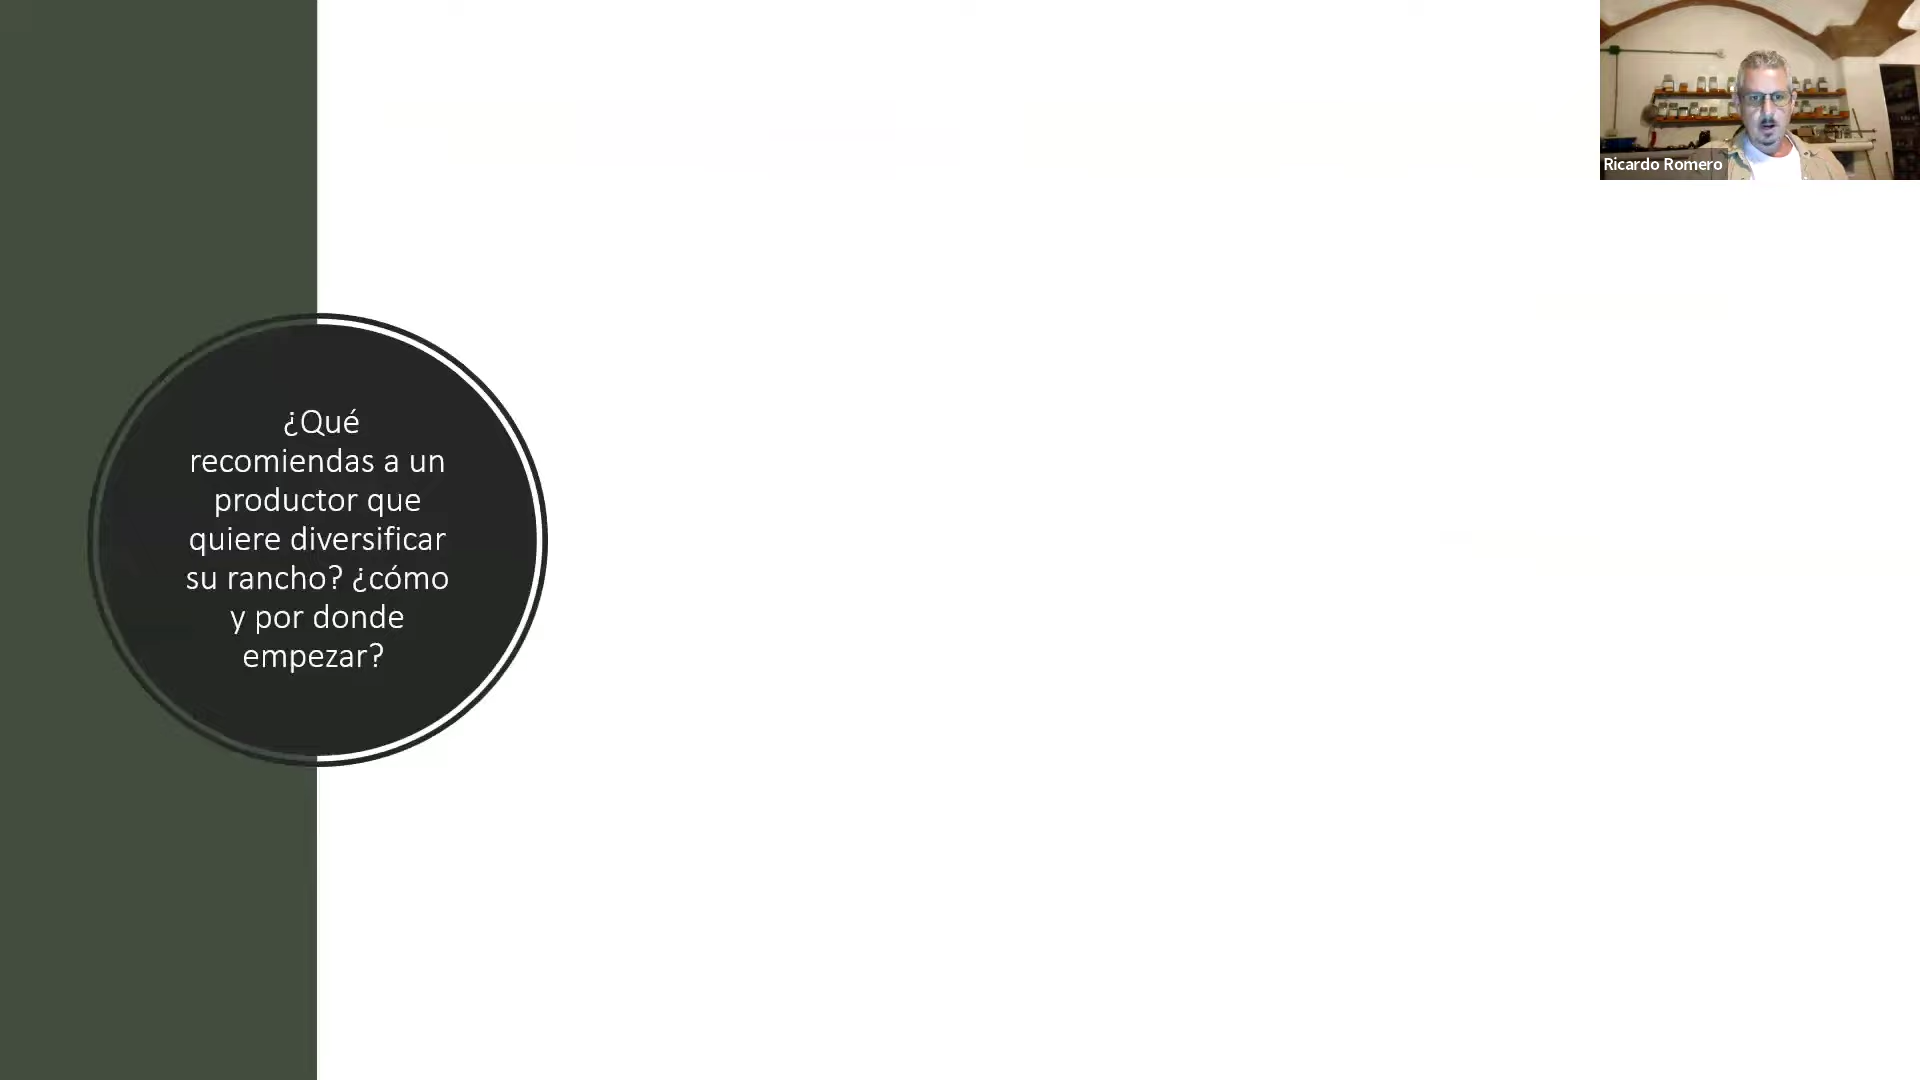 ¿Qué
recomiendas a un
productor que
quiere diversificar
su rancho? ¿cómo
y por donde
empezar?
Ricardo Romero